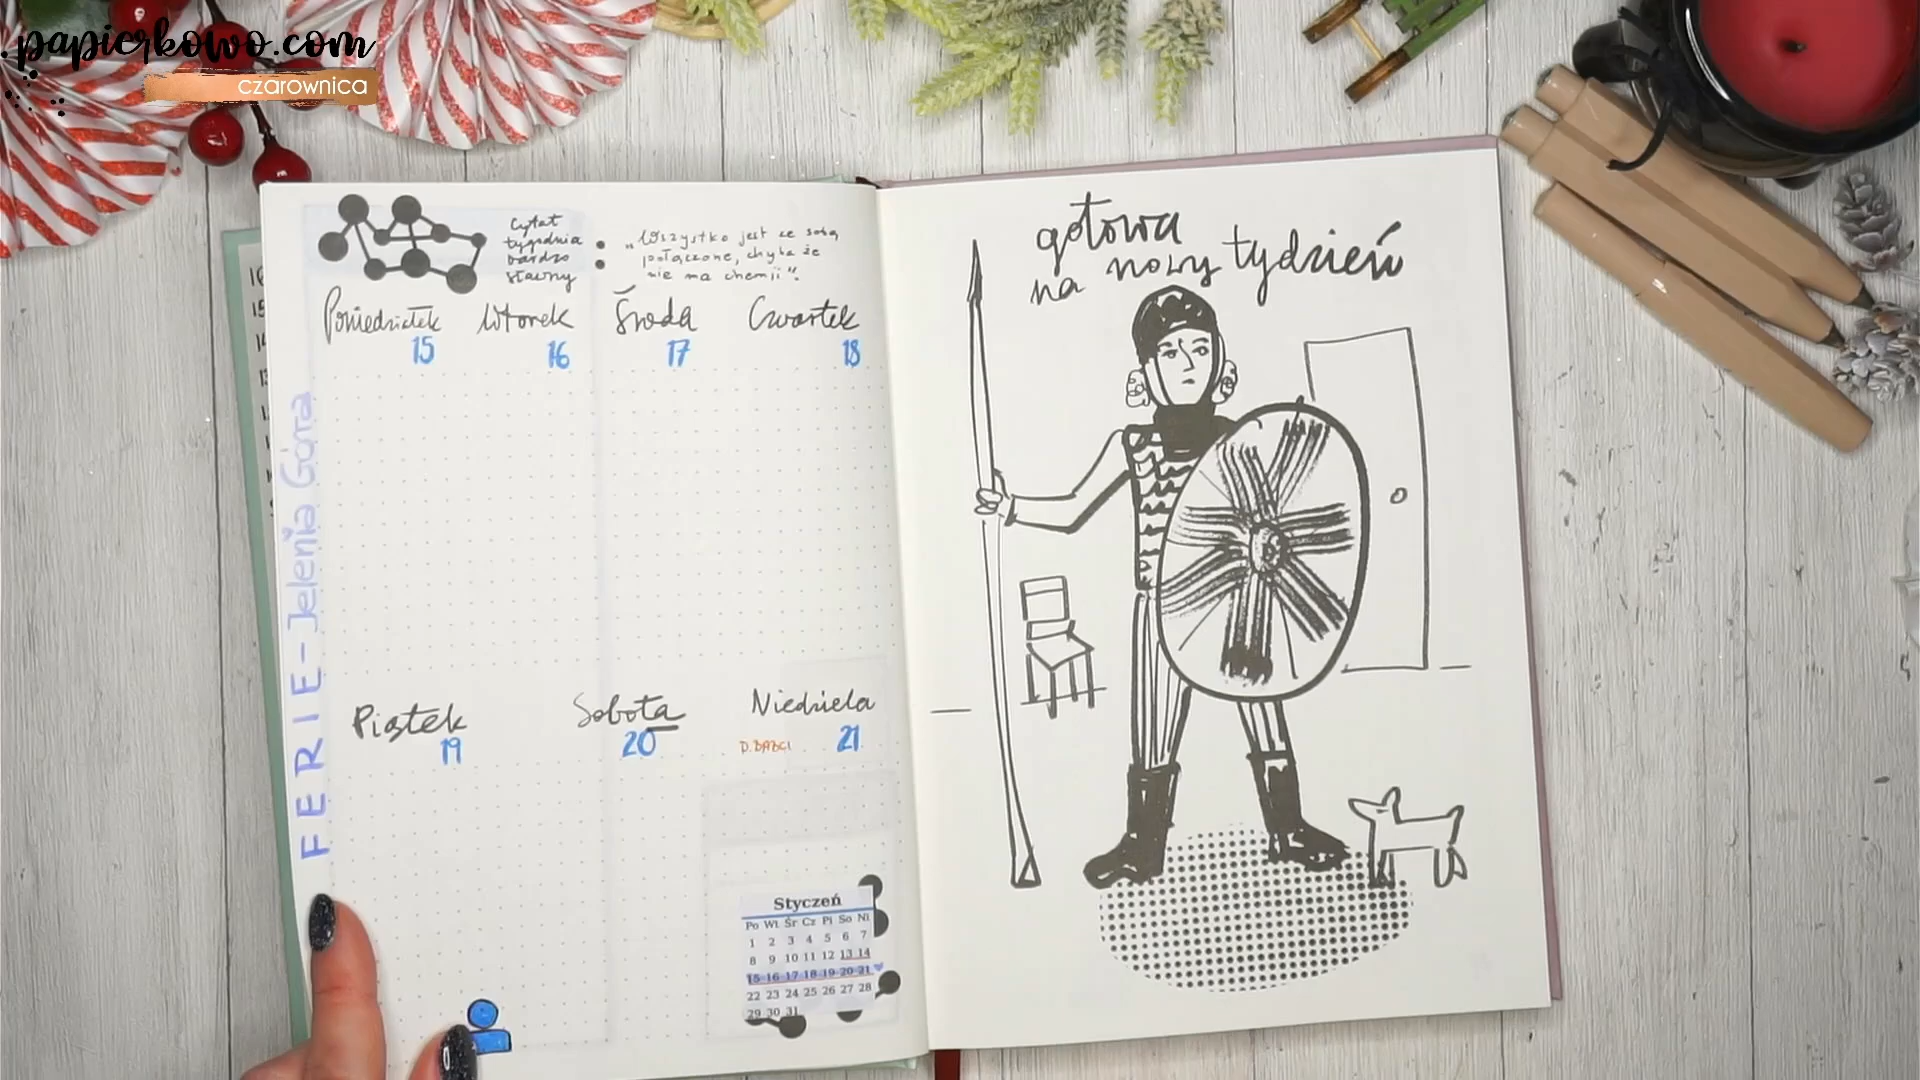 papierkowo.com
czarownica
Cytat
tygodnia
bardzo
sławny
:
"Wszystko jest ze sobą
połączone, chyba że
nie ma chemii".
Poniedziałek
15
Wtorek
16
Środa
17
Czwartek
18
FERIE - Jelenia Góra
Piątek
19
Sobota
20
Niedziela
D.BABCI 21
Styczeń
Po Wt Śr Cz Pi So Ni
1 2 3 4 5 6 7
8 9 10 11 12 13 14
15 16 17 18 19 20 21
22 23 24 25 26 27 28
29 30 31
gotowa
na nowy tydzień